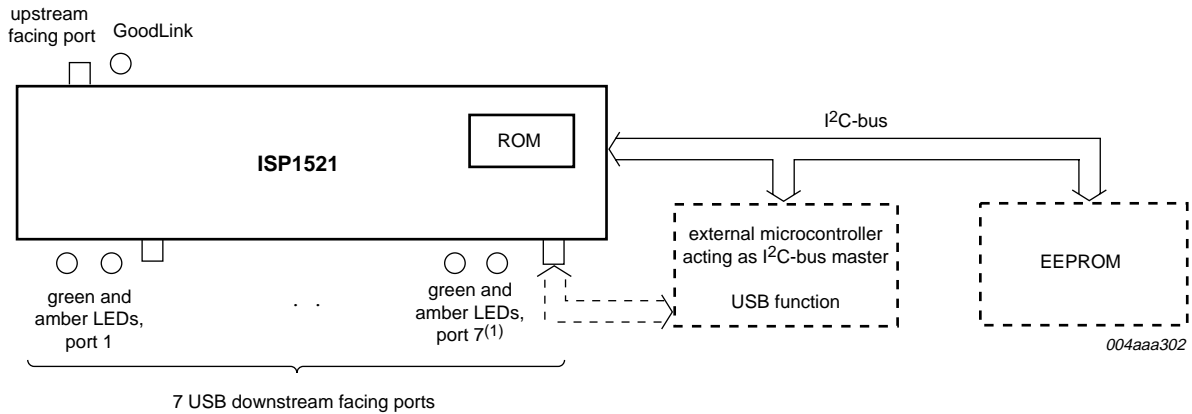 upstream
facing port
GoodLink
ROM
ISP1521
I²C-bus
external microcontroller
acting as I²C-bus master
USB function
EEPROM
green and
amber LEDs,
port 1
. .
green and
amber LEDs,
port 7(1)
004aaa302
7 USB downstream facing ports